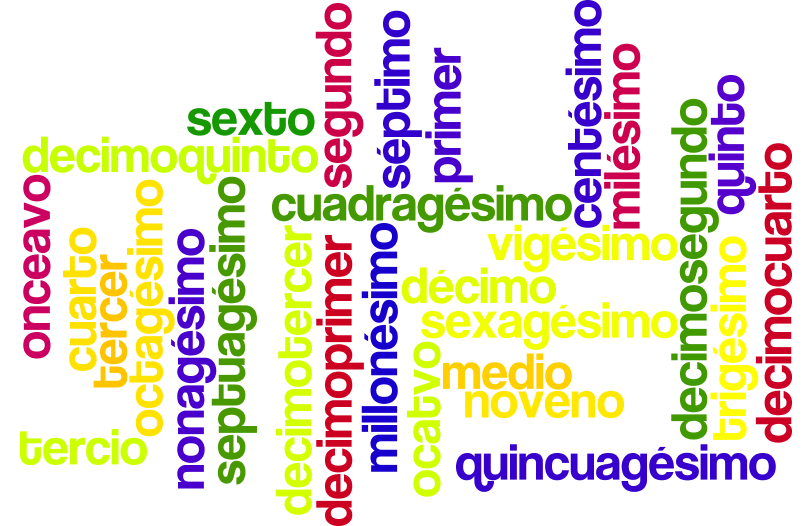 segundo
séptimo
primer
centésimo
milésimo
sexto
quinto
decimoquinto
decimosegundo
decimocuarto
onceavo
cuarto
tercer
octagésimo
nonagésimo
septuagésimo
cuadragésimo
decimotercer
decimoprimer
millonésimo
vigésimo
décimo
trigésimo
sexagésimo
ocatvo
medio
noveno
tercio
quincuagésimo